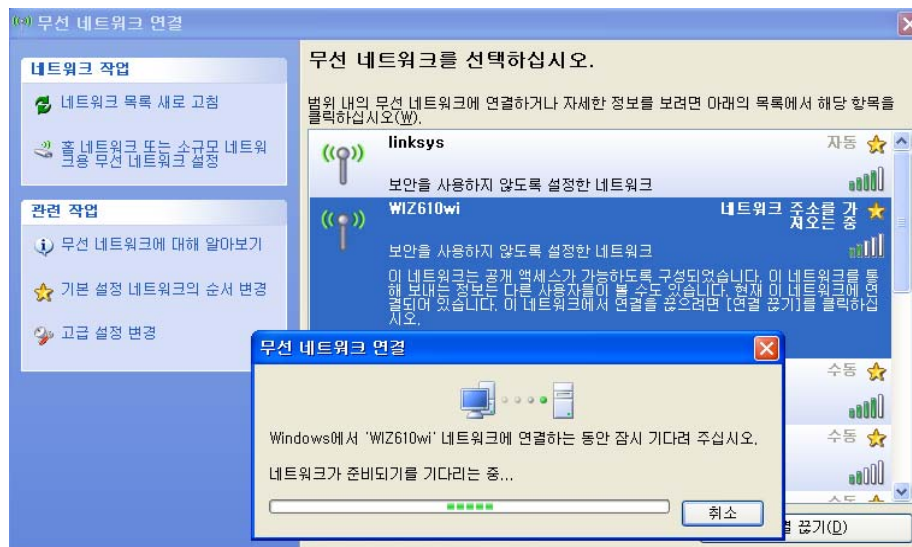 무선 네트워크 연결
네트워크 작업
네트워크 목록 새로 고침
홈 네트워크 또는 소규모 네트워
크용 무선 네트워크 설정
관련 작업
무선 네트워크에 대해 알아보기
기본 설정 네트워크의 순서 변경
고급 설정 변경
무선 네트워크를 선택하십시오.
범위 내의 무선 네트워크에 연결하거나 자세한 정보를 보려면 아래의 목록에서 해당 항목을
클릭하십시오(W).
linksys
자동
보안을 사용하지 않도록 설정한 네트워크
WIZ610wi
네트워크 주소를 가
져오는 중
보안을 사용하지 않도록 설정한 네트워크
이 네트워크는 공개 액세스가 가능하도록 구성되었습니다. 이 네트워크를 통
해 보내는 정보는 다른 사용자들이 볼 수도 있습니다. 현재 이 네트워크에 연
결되어 있습니다. 이 네트워크에서 연결을 끊으려면 [연결 끊기]를 클릭하십
시오.
수동
수동
무선 네트워크 연결
Windows에서 'WIZ610wi' 네트워크에 연결하는 동안 잠시 기다려 주십시오.
네트워크가 준비되기를 기다리는 중...
취소
끊기(D)